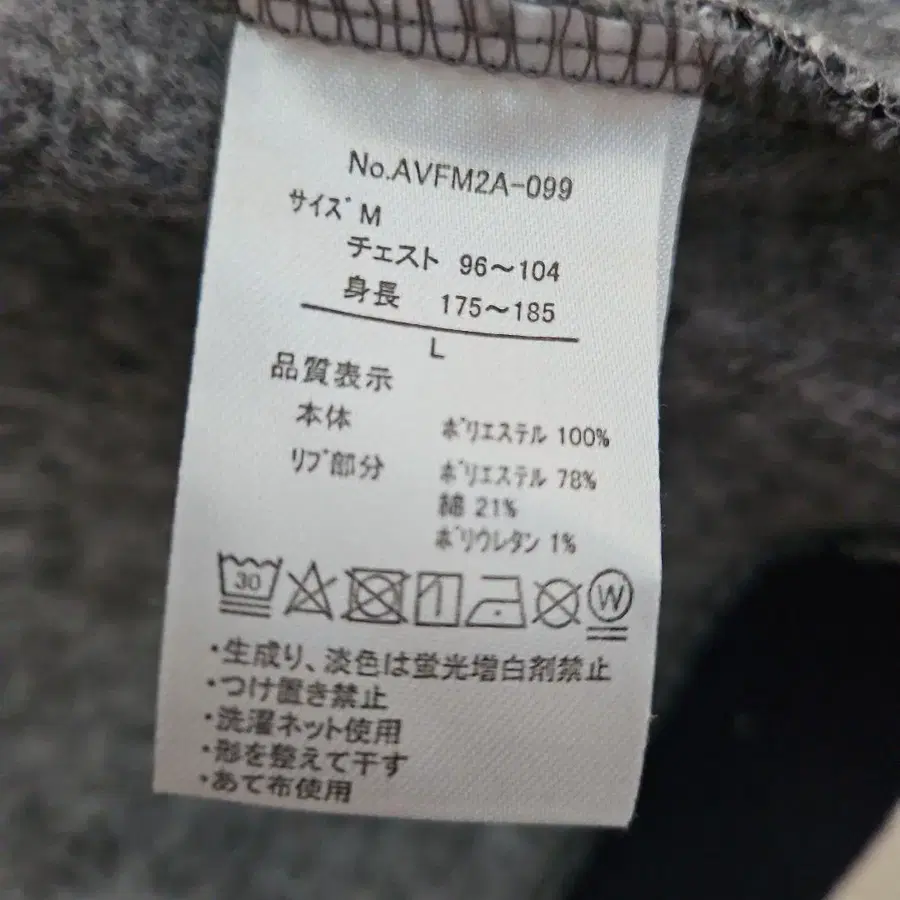 No.AVFM2A-099
サイズ M
チェスト 96～104
身長 175～185
L
品質表示
本体 ポリエステル 100%
リブ部分 ポリエステル 78%
綿 21%
ポリウレタン 1%
30 W
・生成り、淡色は蛍光増白剤禁止
・つけ置き禁止
・洗濯ネット使用
・形を整えて干す
・あて布使用